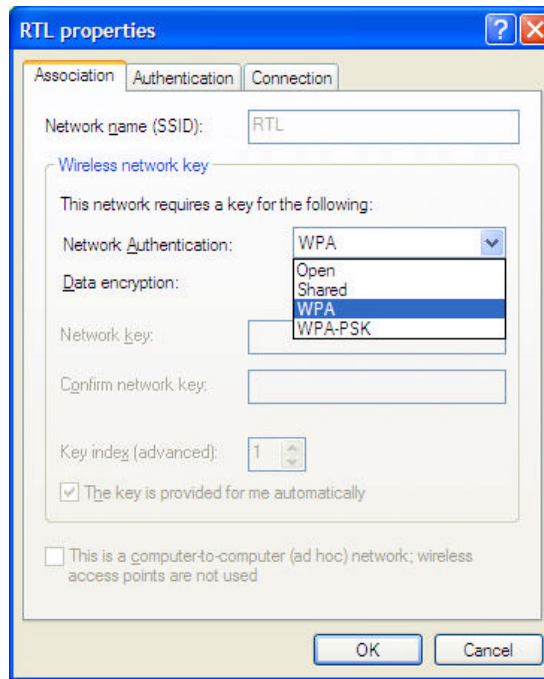 RTL properties
Association Authentication Connection
Network name (SSID): RTL
Wireless network key
This network requires a key for the following:
Network Authentication: WPA
Open
Shared
WPA
WPA-PSK
Data encryption:
Network key:
Confirm network key:
Key index (advanced): 1
The key is provided for me automatically
This is a computer-to-computer (ad hoc) network; wireless
access points are not used
OK Cancel